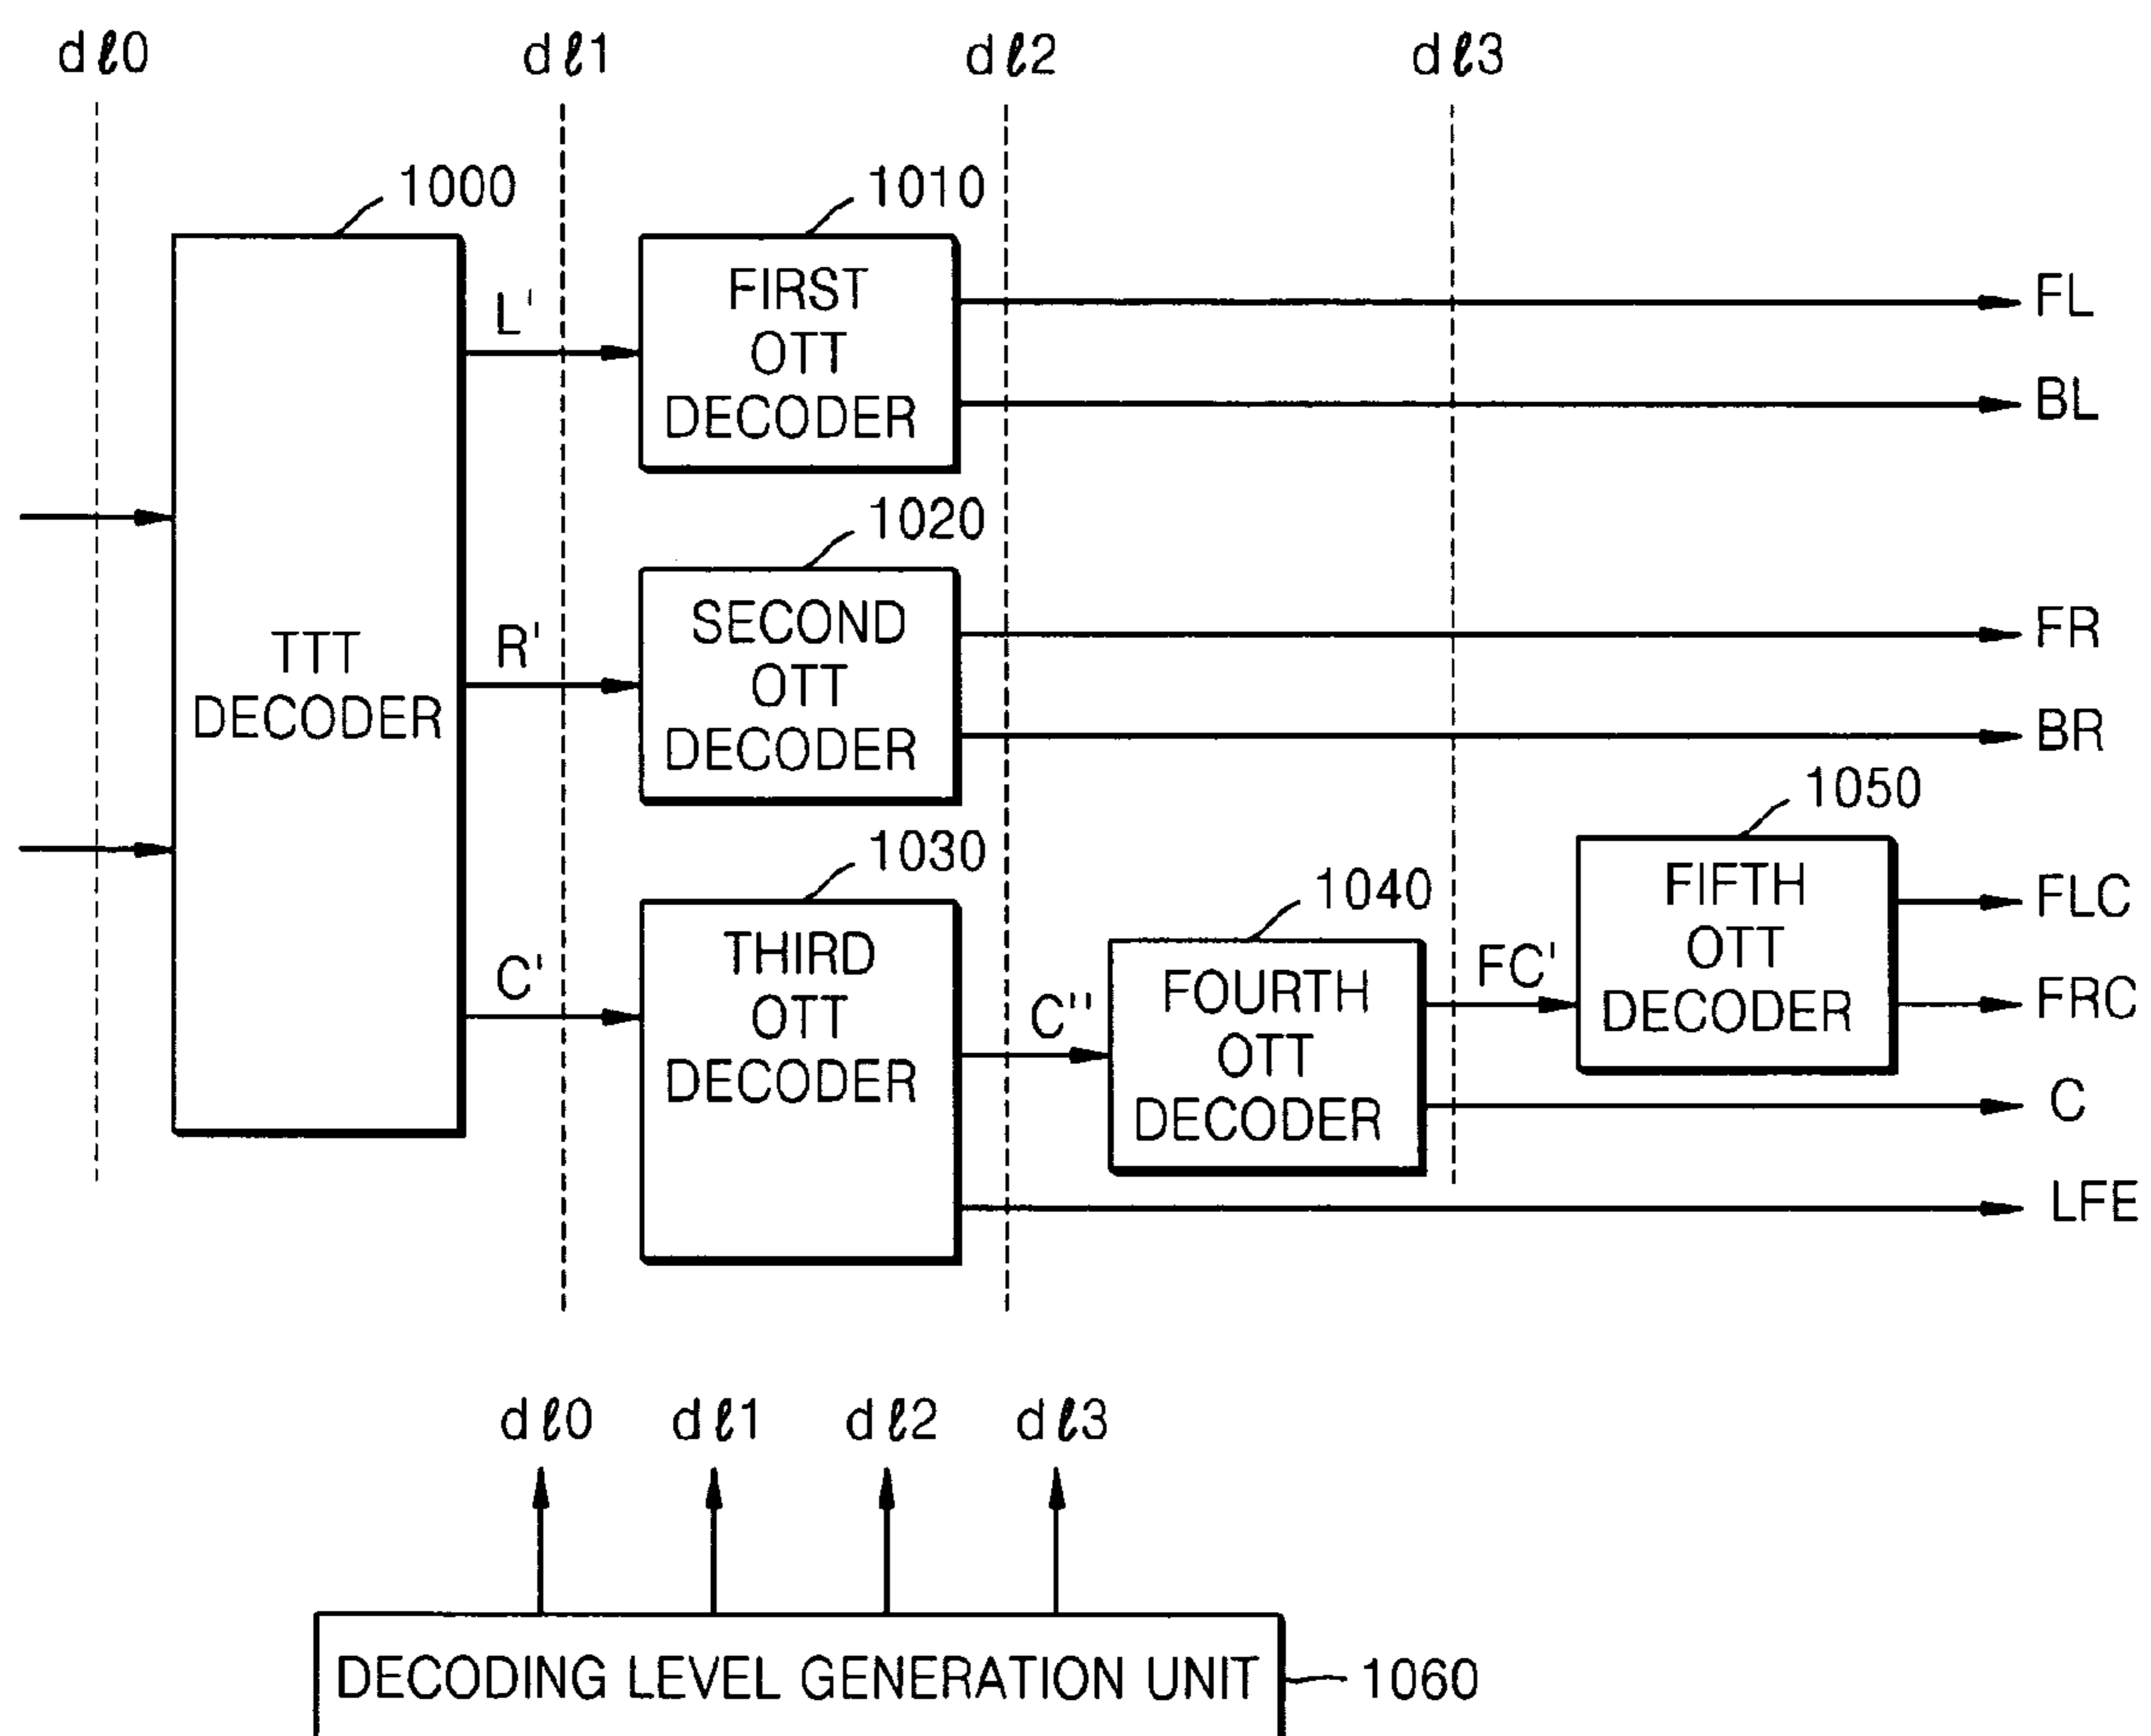 dℓ0 dℓ1 dℓ2 dℓ3
1000 1010
FIRST
OTT
DECODER
L'
FL
BL
1020
SECOND
OTT
DECODER
TTT
DECODER
R'
FR
BR
1030
THIRD
OTT
DECODER
C'
1040
FOURTH
OTT
DECODER
C''
1050
FIFTH
OTT
DECODER
FC'
FLC
FRC
C
LFE
dℓ0 dℓ1 dℓ2 dℓ3
DECODING LEVEL GENERATION UNIT 1060